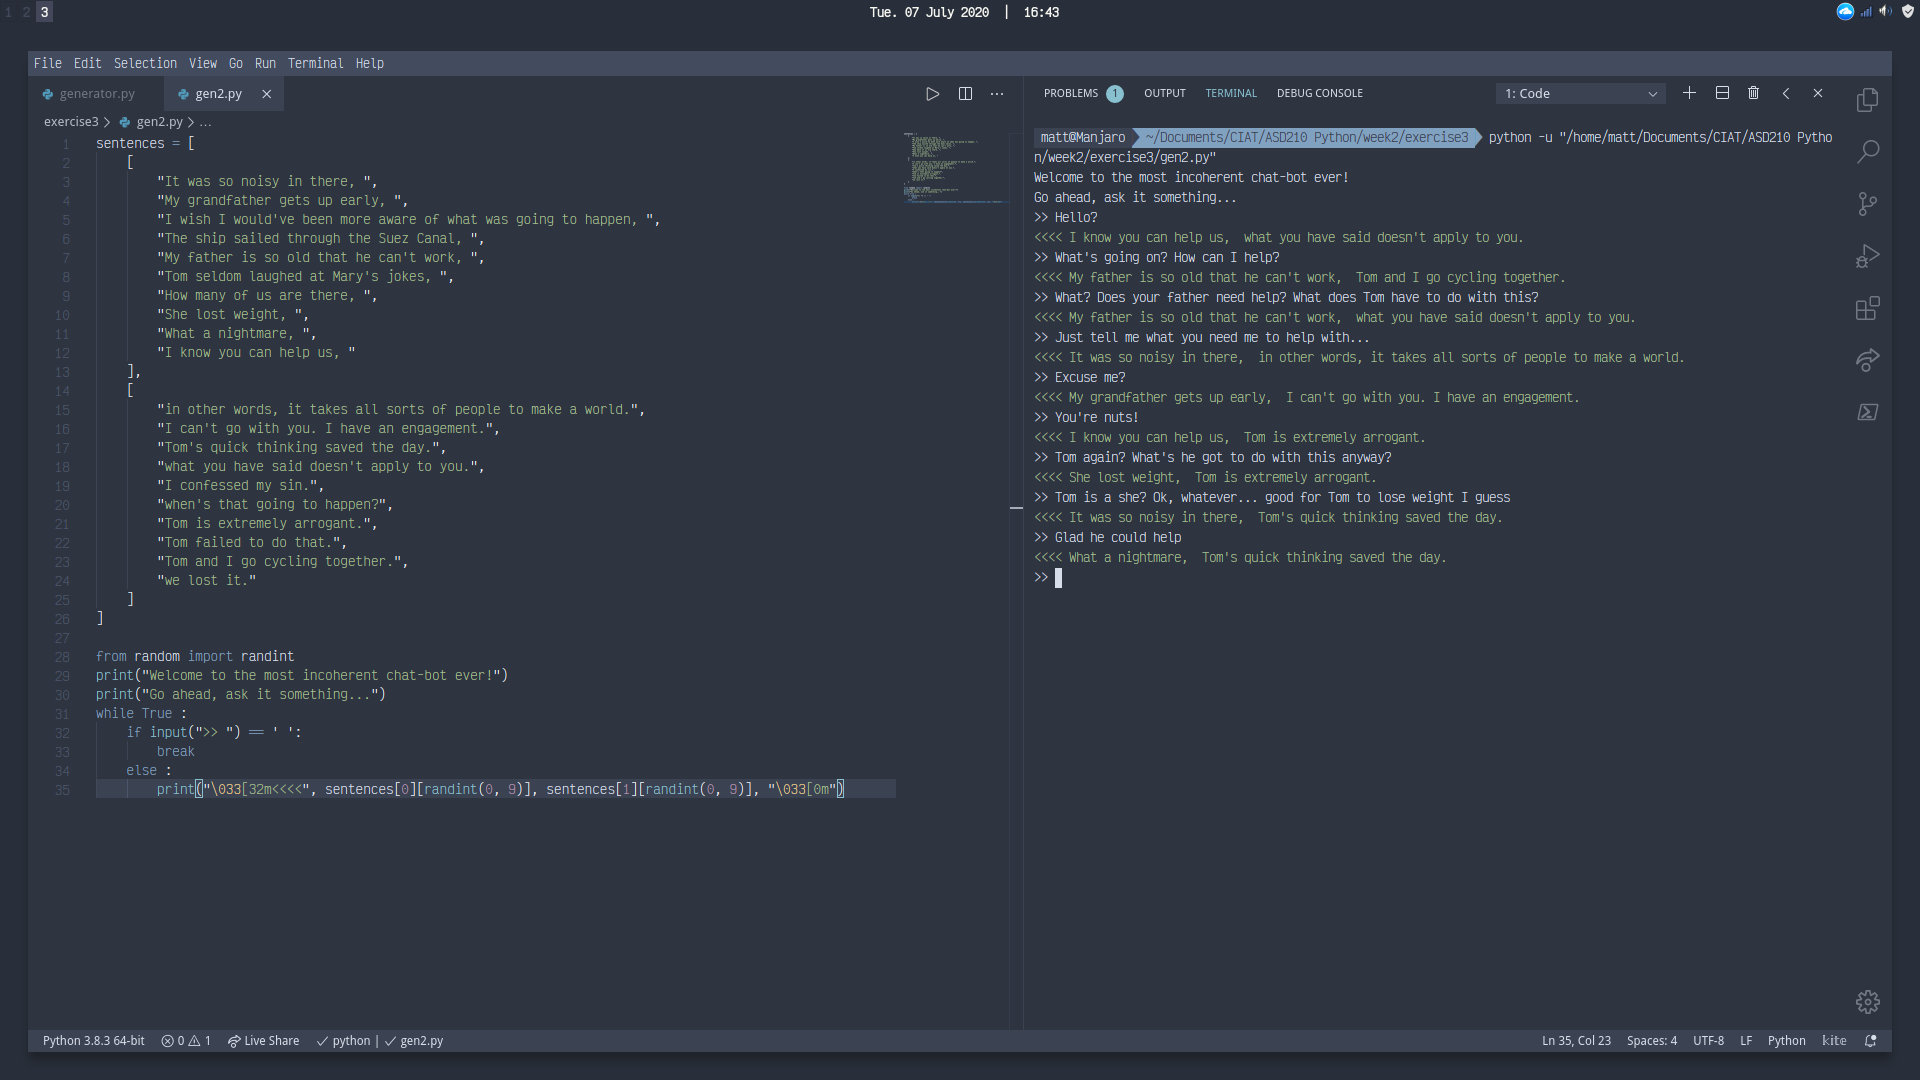 1 2 3
Tue. 07 July 2020 | 16:43
File Edit Selection View Go Run Terminal Help
generator.py gen2.py
exercise3 > gen2.py > ...
1 sentences = [
2 [
3 "It was so noisy in there, ",
4 "My grandfather gets up early, ",
5 "I wish I would've been more aware of what was going to happen, ",
6 "The ship sailed through the Suez Canal, ",
7 "My father is so old that he can't work, ",
8 "Tom seldom laughed at Mary's jokes, ",
9 "How many of us are there, ",
10 "She lost weight, ",
11 "What a nightmare, ",
12 "I know you can help us, "
13 ],
14 [
15 "in other words, it takes all sorts of people to make a world.",
16 "I can't go with you. I have an engagement.",
17 "Tom's quick thinking saved the day.",
18 "what you have said doesn't apply to you.",
19 "I confessed my sin.",
20 "when's that going to happen?",
21 "Tom is extremely arrogant.",
22 "Tom failed to do that.",
23 "Tom and I go cycling together.",
24 "we lost it."
25 ]
26 ]
27
28 from random import randint
29 print("Welcome to the most incoherent chat-bot ever!")
30 print("Go ahead, ask it something...")
31 while True :
32 if input(">> ") == ' ':
33 break
34 else :
35 print("\033[32m<<<<", sentences[0][randint(0, 9)], sentences[1][randint(0, 9)], "\033[0m")
PROBLEMS 1 OUTPUT TERMINAL DEBUG CONSOLE 1: Code
matt@Manjaro ~/Documents/CIAT/ASD210 Python/week2/exercise3 python -u "/home/matt/Documents/CIAT/ASD210 Pytho
n/week2/exercise3/gen2.py"
Welcome to the most incoherent chat-bot ever!
Go ahead, ask it something...
>> Hello?
<<<< I know you can help us,  what you have said doesn't apply to you.
>> What's going on? How can I help?
<<<< My father is so old that he can't work,  Tom and I go cycling together.
>> What? Does your father need help? What does Tom have to do with this?
<<<< My father is so old that he can't work,  what you have said doesn't apply to you.
>> Just tell me what you need me to help with...
<<<< It was so noisy in there,  in other words, it takes all sorts of people to make a world.
>> Excuse me?
<<<< My grandfather gets up early,  I can't go with you. I have an engagement.
>> You're nuts!
<<<< I know you can help us,  Tom is extremely arrogant.
>> Tom again? What's he got to do with this anyway?
<<<< She lost weight,  Tom is extremely arrogant.
>> Tom is a she? Ok, whatever... good for Tom to lose weight I guess
<<<< It was so noisy in there,  Tom's quick thinking saved the day.
>> Glad he could help
<<<< What a nightmare,  Tom's quick thinking saved the day.
>>
Python 3.8.3 64-bit 0 1 Live Share ✓ python | ✓ gen2.py
Ln 35, Col 23 Spaces: 4 UTF-8 LF Python kite